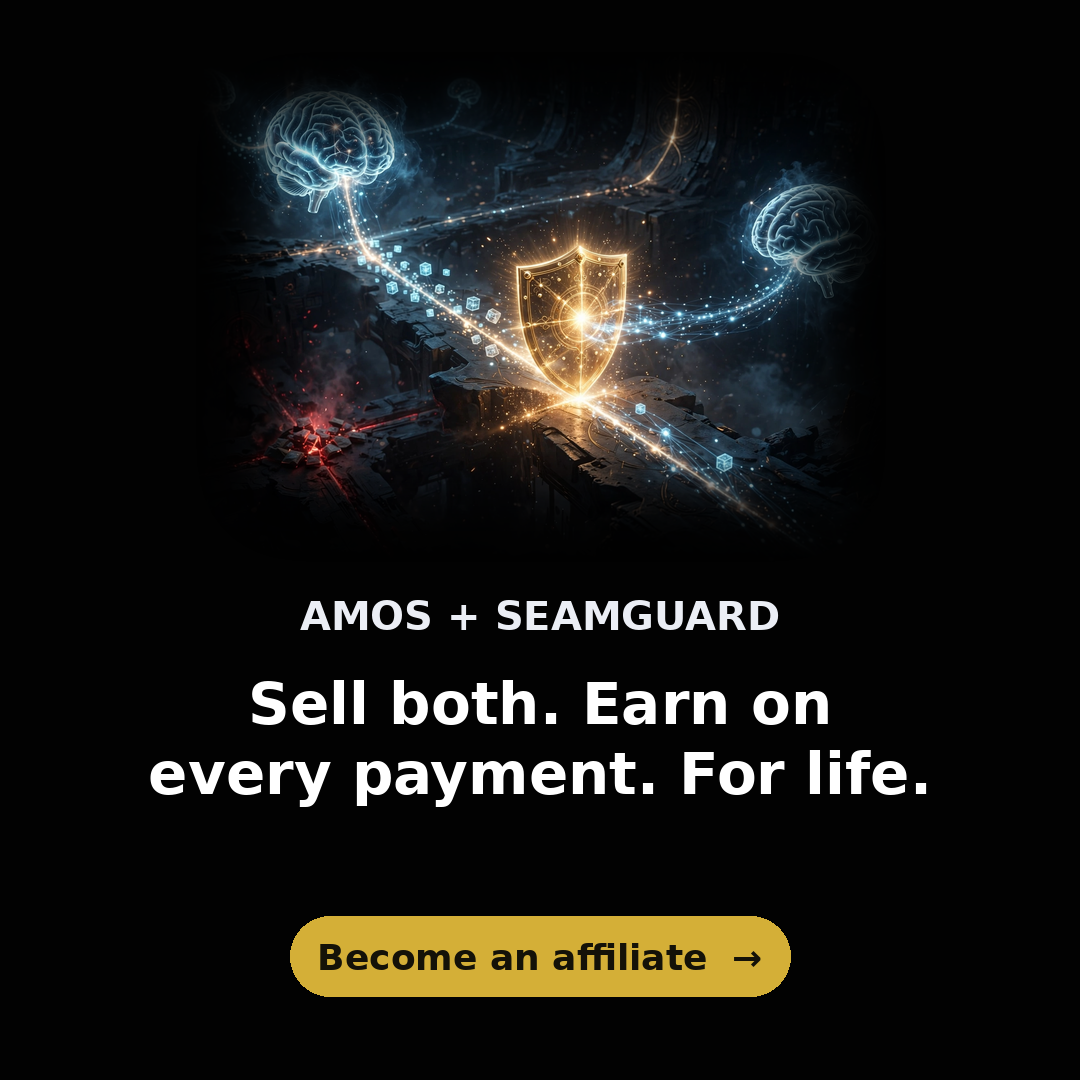 AMOS + SEAMGUARD
Sell both. Earn on
every payment. For life.
Become an affiliate →